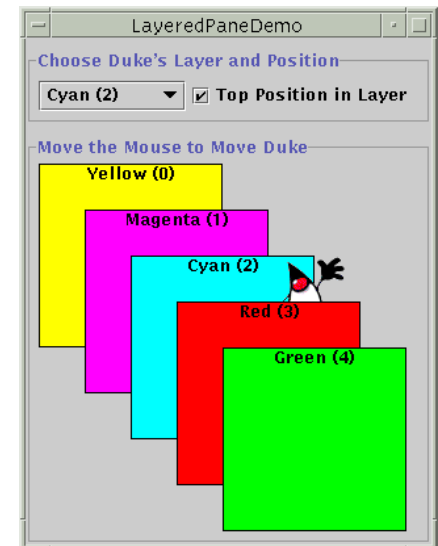 LayeredPaneDemo
Choose Duke's Layer and Position
Cyan (2) Top Position in Layer
Move the Mouse to Move Duke
Yellow (0)
Magenta (1)
Cyan (2)
Red (3)
Green (4)